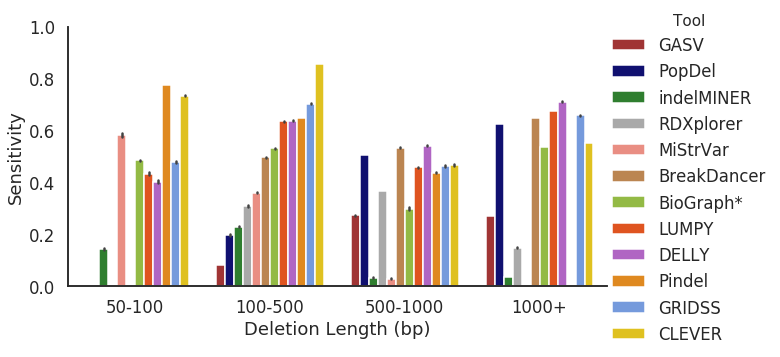 Tool
GASV
PopDel
indelMINER
RDXplorer
MiStrVar
BreakDancer
BioGraph*
LUMPY
DELLY
Pindel
GRIDSS
CLEVER
Sensitivity
1.0
0.8
0.6
0.4
0.2
0.0
50-100 100-500 500-1000 1000+
Deletion Length (bp)